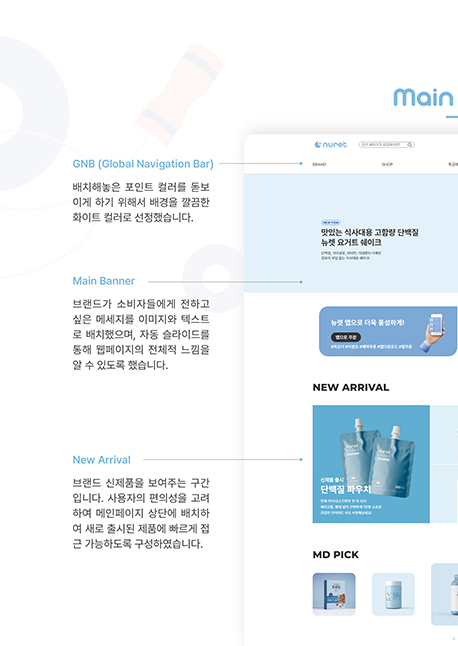 Main
nuret
BRAND
SHOP
GNB (Global Navigation Bar)
배치해놓은 포인트 컬러를 돋보
이게 하기 위해서 배경을 깔끔한
화이트 컬러로 선정했습니다.
NEW PICK
맛있는 식사대용 고함량 단백질
뉴렛 요거트 쉐이크
Main Banner
브랜드가 소비자들에게 전하고
싶은 메세지를 이미지와 텍스트
로 배치했으며, 자동 슬라이드를
통해 웹페이지의 전체적 느낌을
알 수 있도록 했습니다.
뉴렛 앱으로 더욱 풍성하게!
앱으로 주문
NEW ARRIVAL
New Arrival
브랜드 신제품을 보여주는 구간
입니다. 사용자의 편의성을 고려
하여 메인페이지 상단에 배치하
여 새로 출시된 제품에 빠르게 접
근 가능하도록 구성하였습니다.
신제품 출시
단백질 파우치
MD PICK